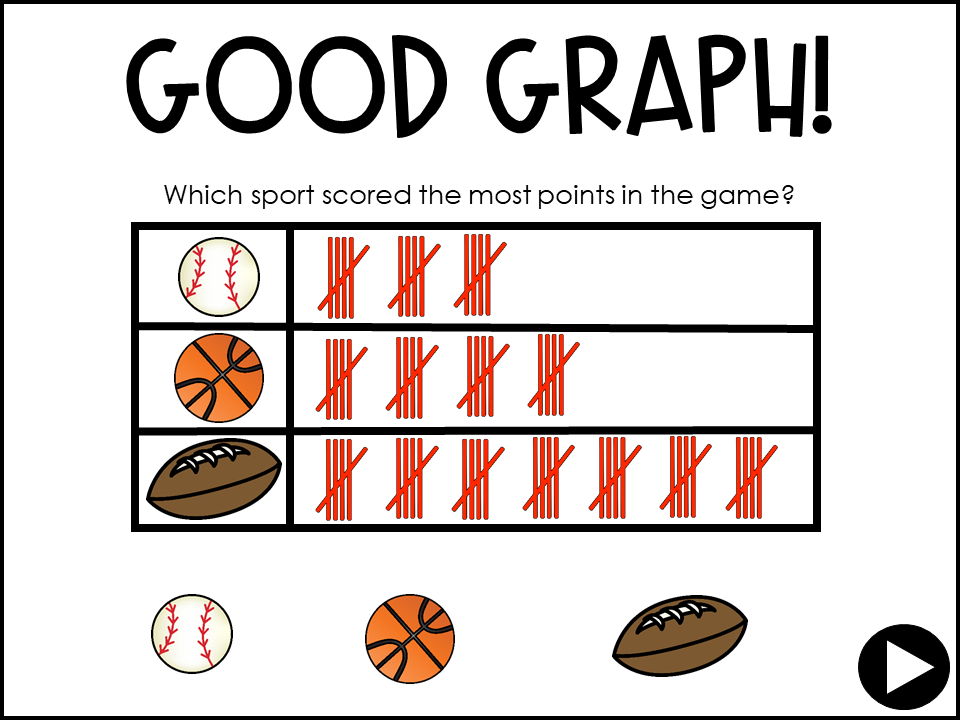 GOOD GRAPH!
Which sport scored the most points in the game?